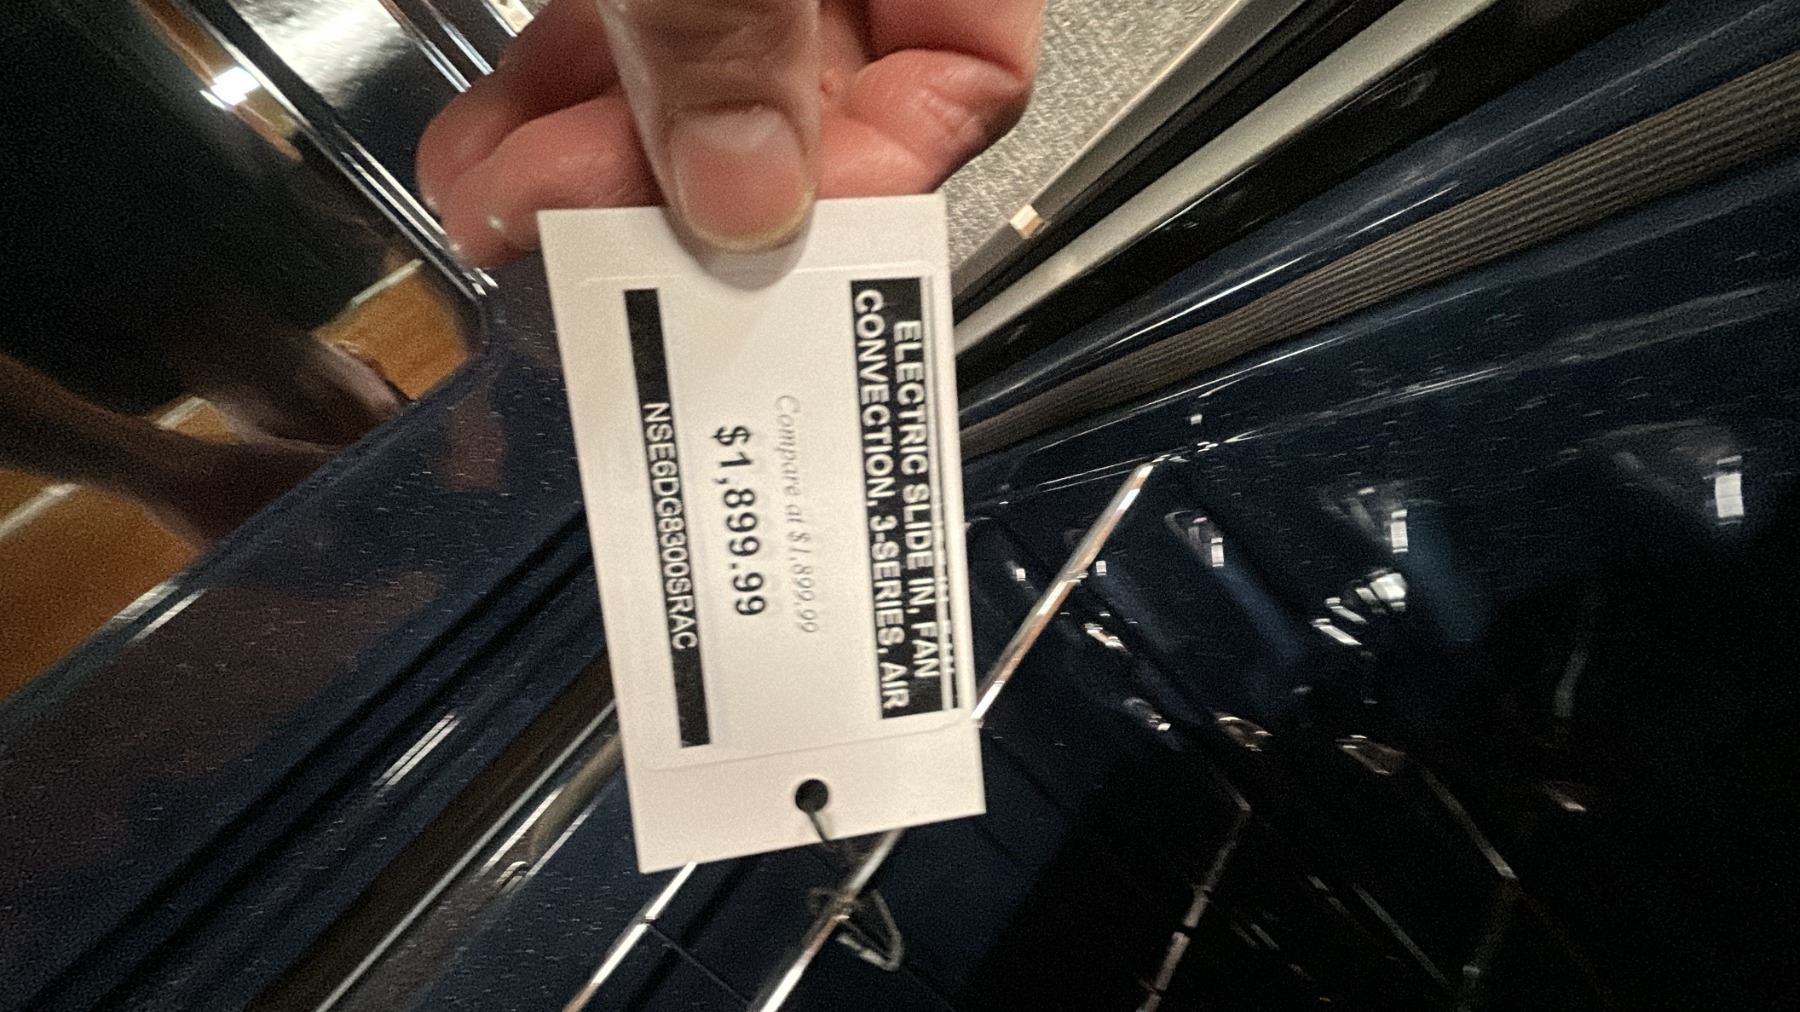 ELECTRIC SLIDE IN, FAN
CONVECTION, 3-SERIES, AIR
Compare at $1,899.99
$1,899.99
NSE6DG8300SRAC